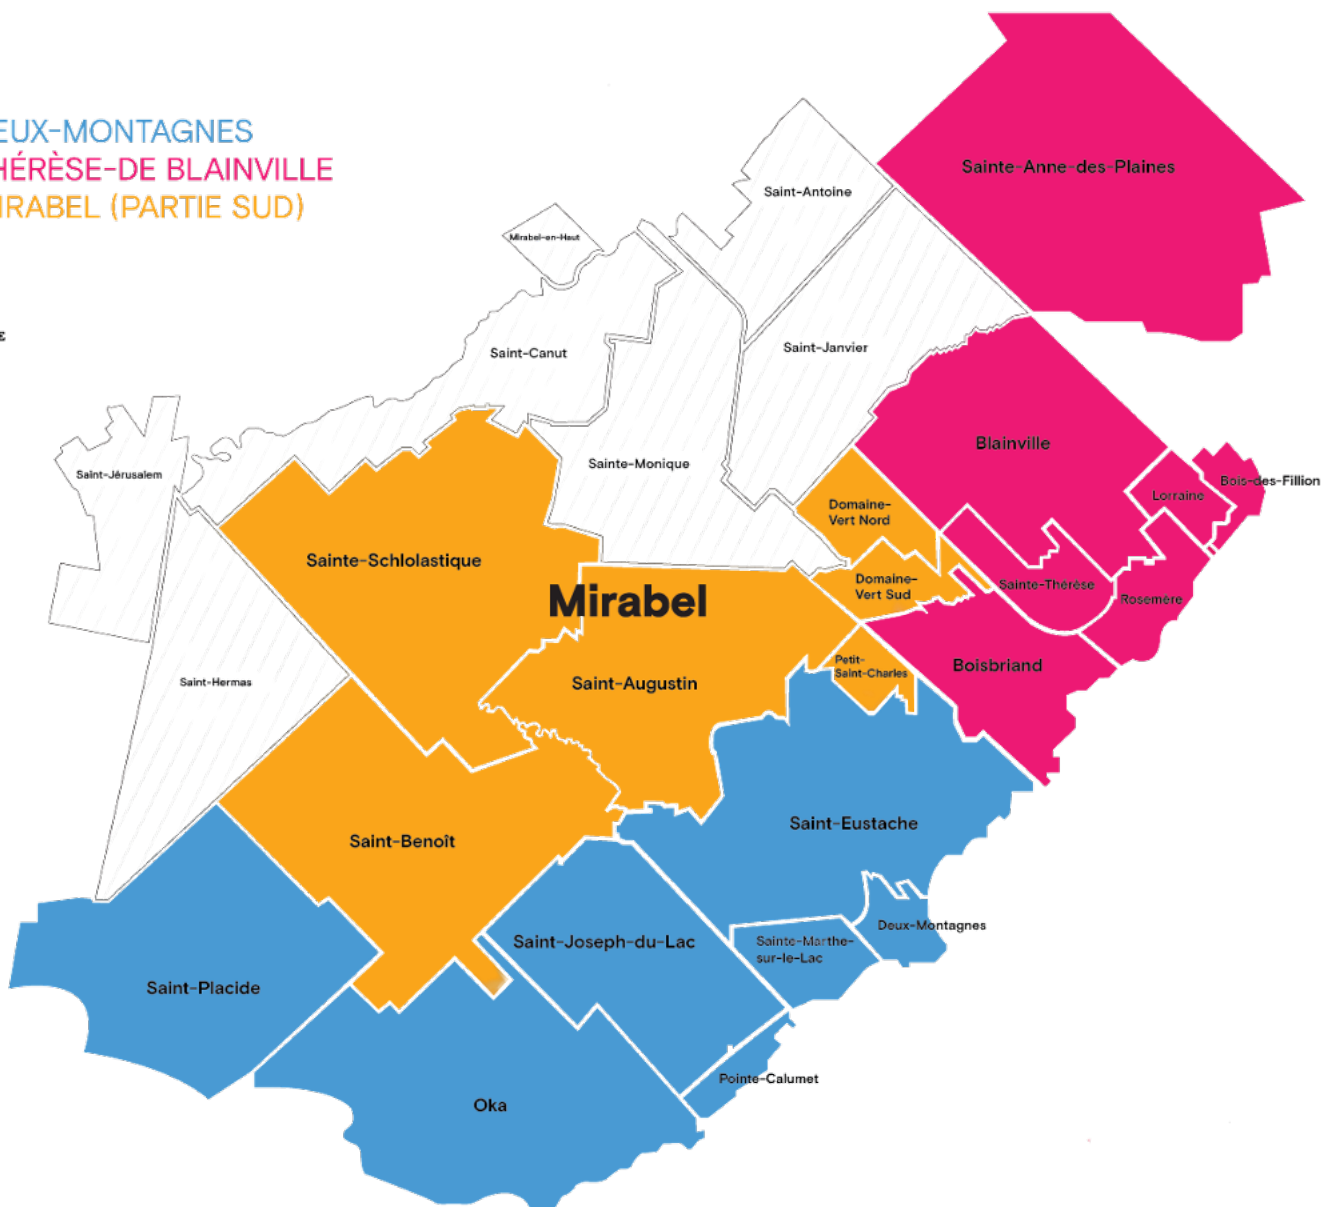 EUX-MONTAGNES
HÉRÈSE-DE BLAINVILLE
IRABEL (PARTIE SUD)
Sainte-Anne-des-Plaines
Saint-Antoine
Mirabel-en-Haut
Saint-Canut
Saint-Janvier
Blainville
Sainte-Monique
Saint-Jérusalem
Bois-des-Fillion
Lorraine
Domaine-
Vert Nord
Sainte-Schlolastique
Domaine-
Vert Sud
Sainte-Thérèse
Rosemère
Mirabel
Boisbriand
Petit-
Saint-Charles
Saint-Hermas
Saint-Augustin
Saint-Eustache
Saint-Benoît
Deux-Montagnes
Saint-Joseph-du-Lac
Sainte-Marthe-
sur-le-Lac
Saint-Placide
Pointe-Calumet
Oka